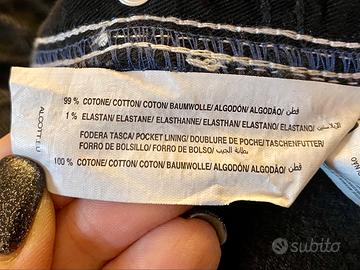 99 % COTONE/ COTTON/ COTON/ BAUMWOLLE/ ALGODÓN/ ALGODÃO/ قطن
1 % ELASTAN/ ELASTANE/ ELASTHANNE/ ELASTHAN/ ELASTANO/ ELASTANO/
FODERA TASCA/ POCKET LINING/ DOUBLURE DE POCHE/ TASCHENFUTTER/
FORRO DE BOLSILLO/ FORRO DE BOLSO/ بطانة الجيب/
100 % COTONE/ COTTON/ COTON/ BAUMWOLLE/ ALGODÓN/ ALGODÃO/ قطن
subito